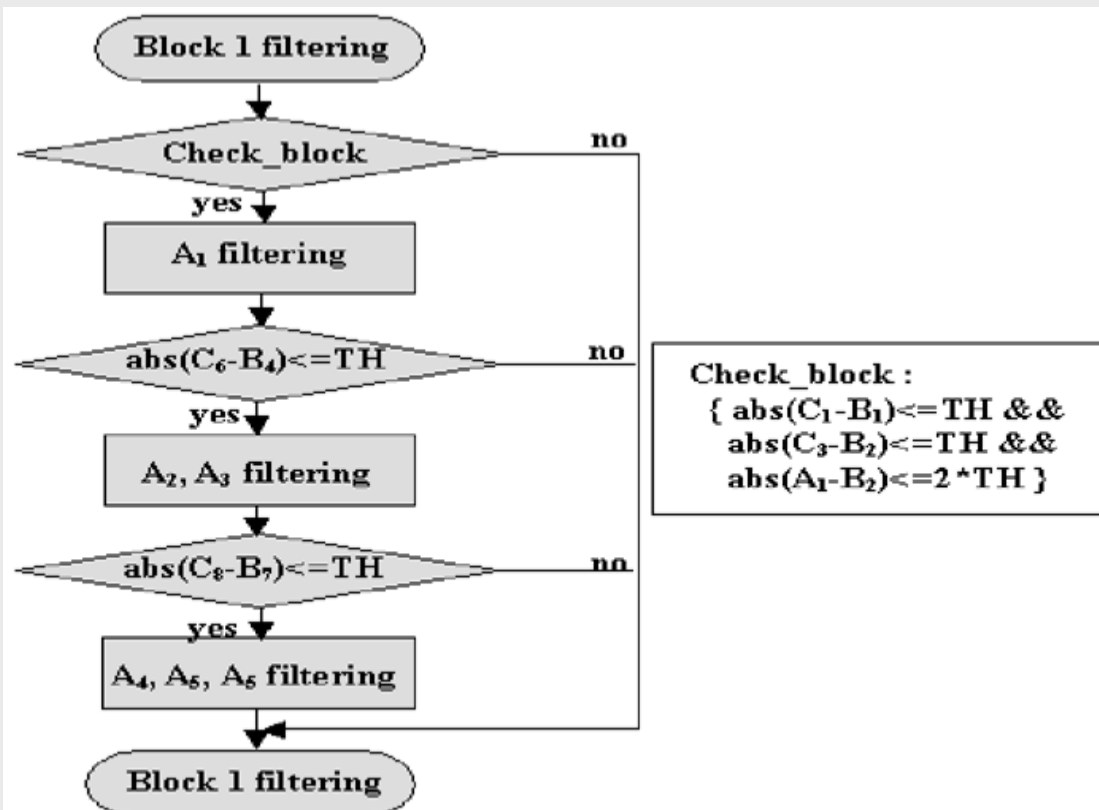 Block 1 filtering
Check_block
no
yes
A₁ filtering
abs(C₆-B₄)<=TH
no
yes
A₂, A₃ filtering
abs(C₈-B₇)<=TH
no
yes
A₄, A₅, A₅ filtering
Block 1 filtering
Check_block :
{ abs(C₁-B₁)<=TH &&
abs(C₃-B₂)<=TH &&
abs(A₁-B₂)<=2*TH }